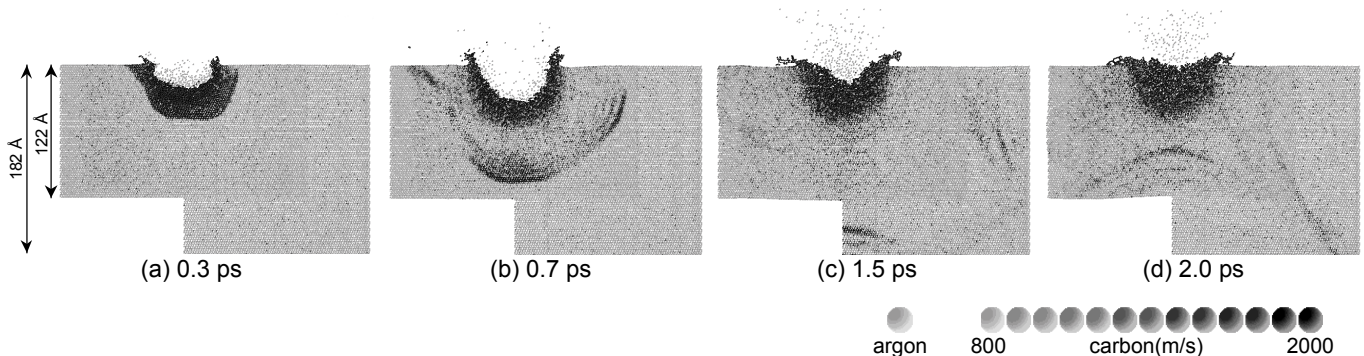 182 Å
122 Å
(a) 0.3 ps
(b) 0.7 ps
(c) 1.5 ps
(d) 2.0 ps
argon
800
carbon(m/s)
2000